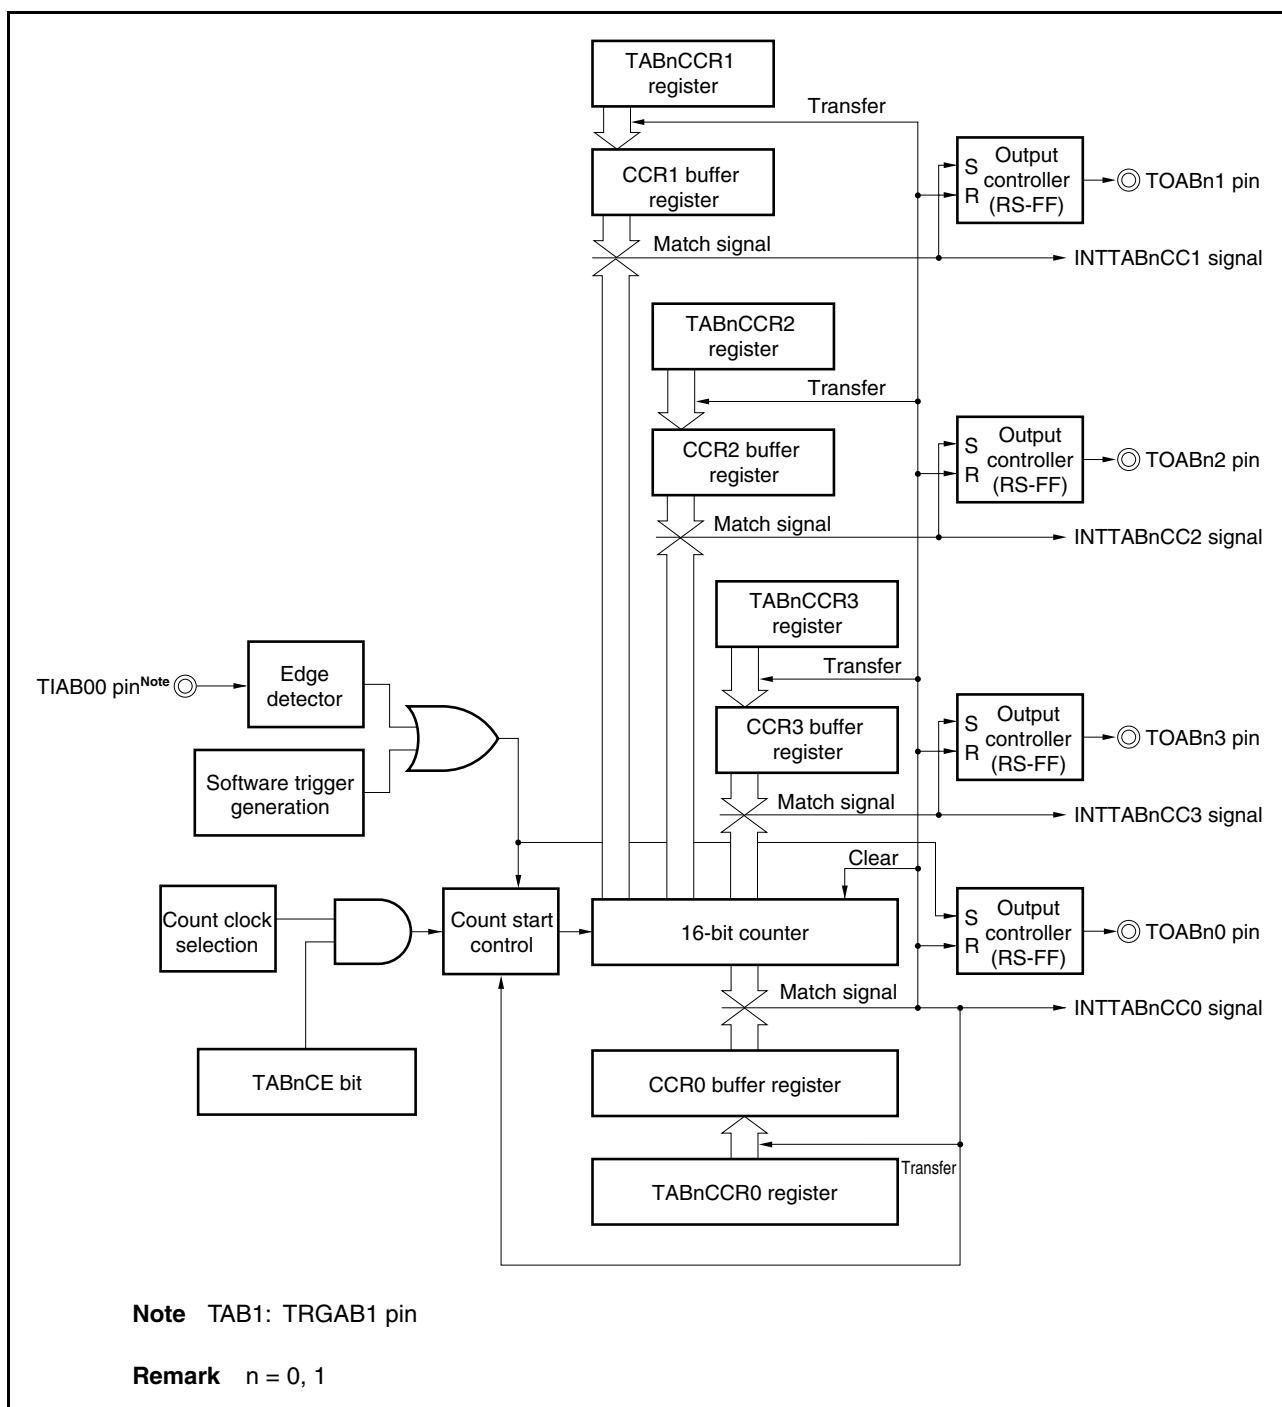 TABnCCR1
register
Transfer
CCR1 buffer
register
S
R
Output
controller
(RS-FF)
TOABn1 pin
Match signal
INTTABnCC1 signal
TABnCCR2
register
Transfer
CCR2 buffer
register
S
R
Output
controller
(RS-FF)
TOABn2 pin
Match signal
INTTABnCC2 signal
TABnCCR3
register
Transfer
TIAB00 pinNote
Edge
detector
CCR3 buffer
register
S
R
Output
controller
(RS-FF)
TOABn3 pin
Software trigger
generation
Match signal
INTTABnCC3 signal
Clear
Count clock
selection
Count start
control
16-bit counter
S
R
Output
controller
(RS-FF)
TOABn0 pin
Match signal
INTTABnCC0 signal
TABnCE bit
CCR0 buffer register
Transfer
TABnCCR0 register
Note TAB1: TRGAB1 pin
Remark n = 0, 1